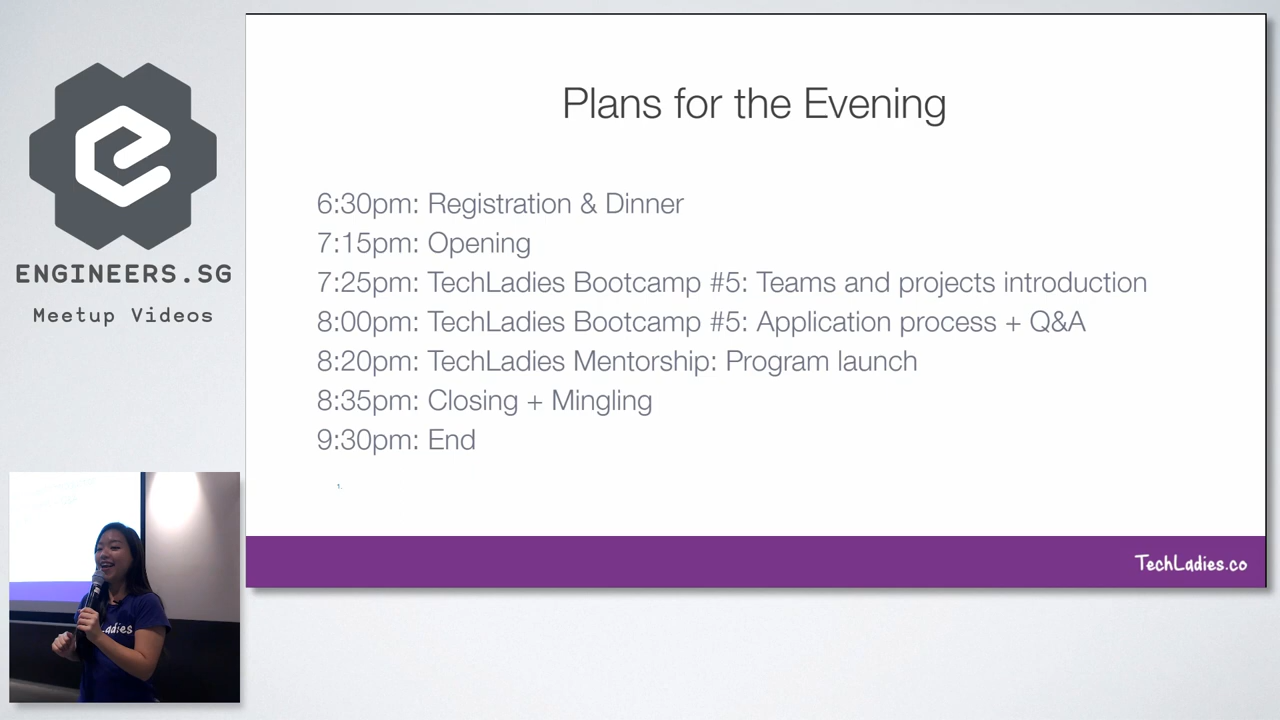 ENGINEERS.SG
Meetup Videos
Plans for the Evening
6:30pm: Registration & Dinner
7:15pm: Opening
7:25pm: TechLadies Bootcamp #5: Teams and projects introduction
8:00pm: TechLadies Bootcamp #5: Application process + Q&A
8:20pm: TechLadies Mentorship: Program launch
8:35pm: Closing + Mingling
9:30pm: End
1.
TechLadies.co